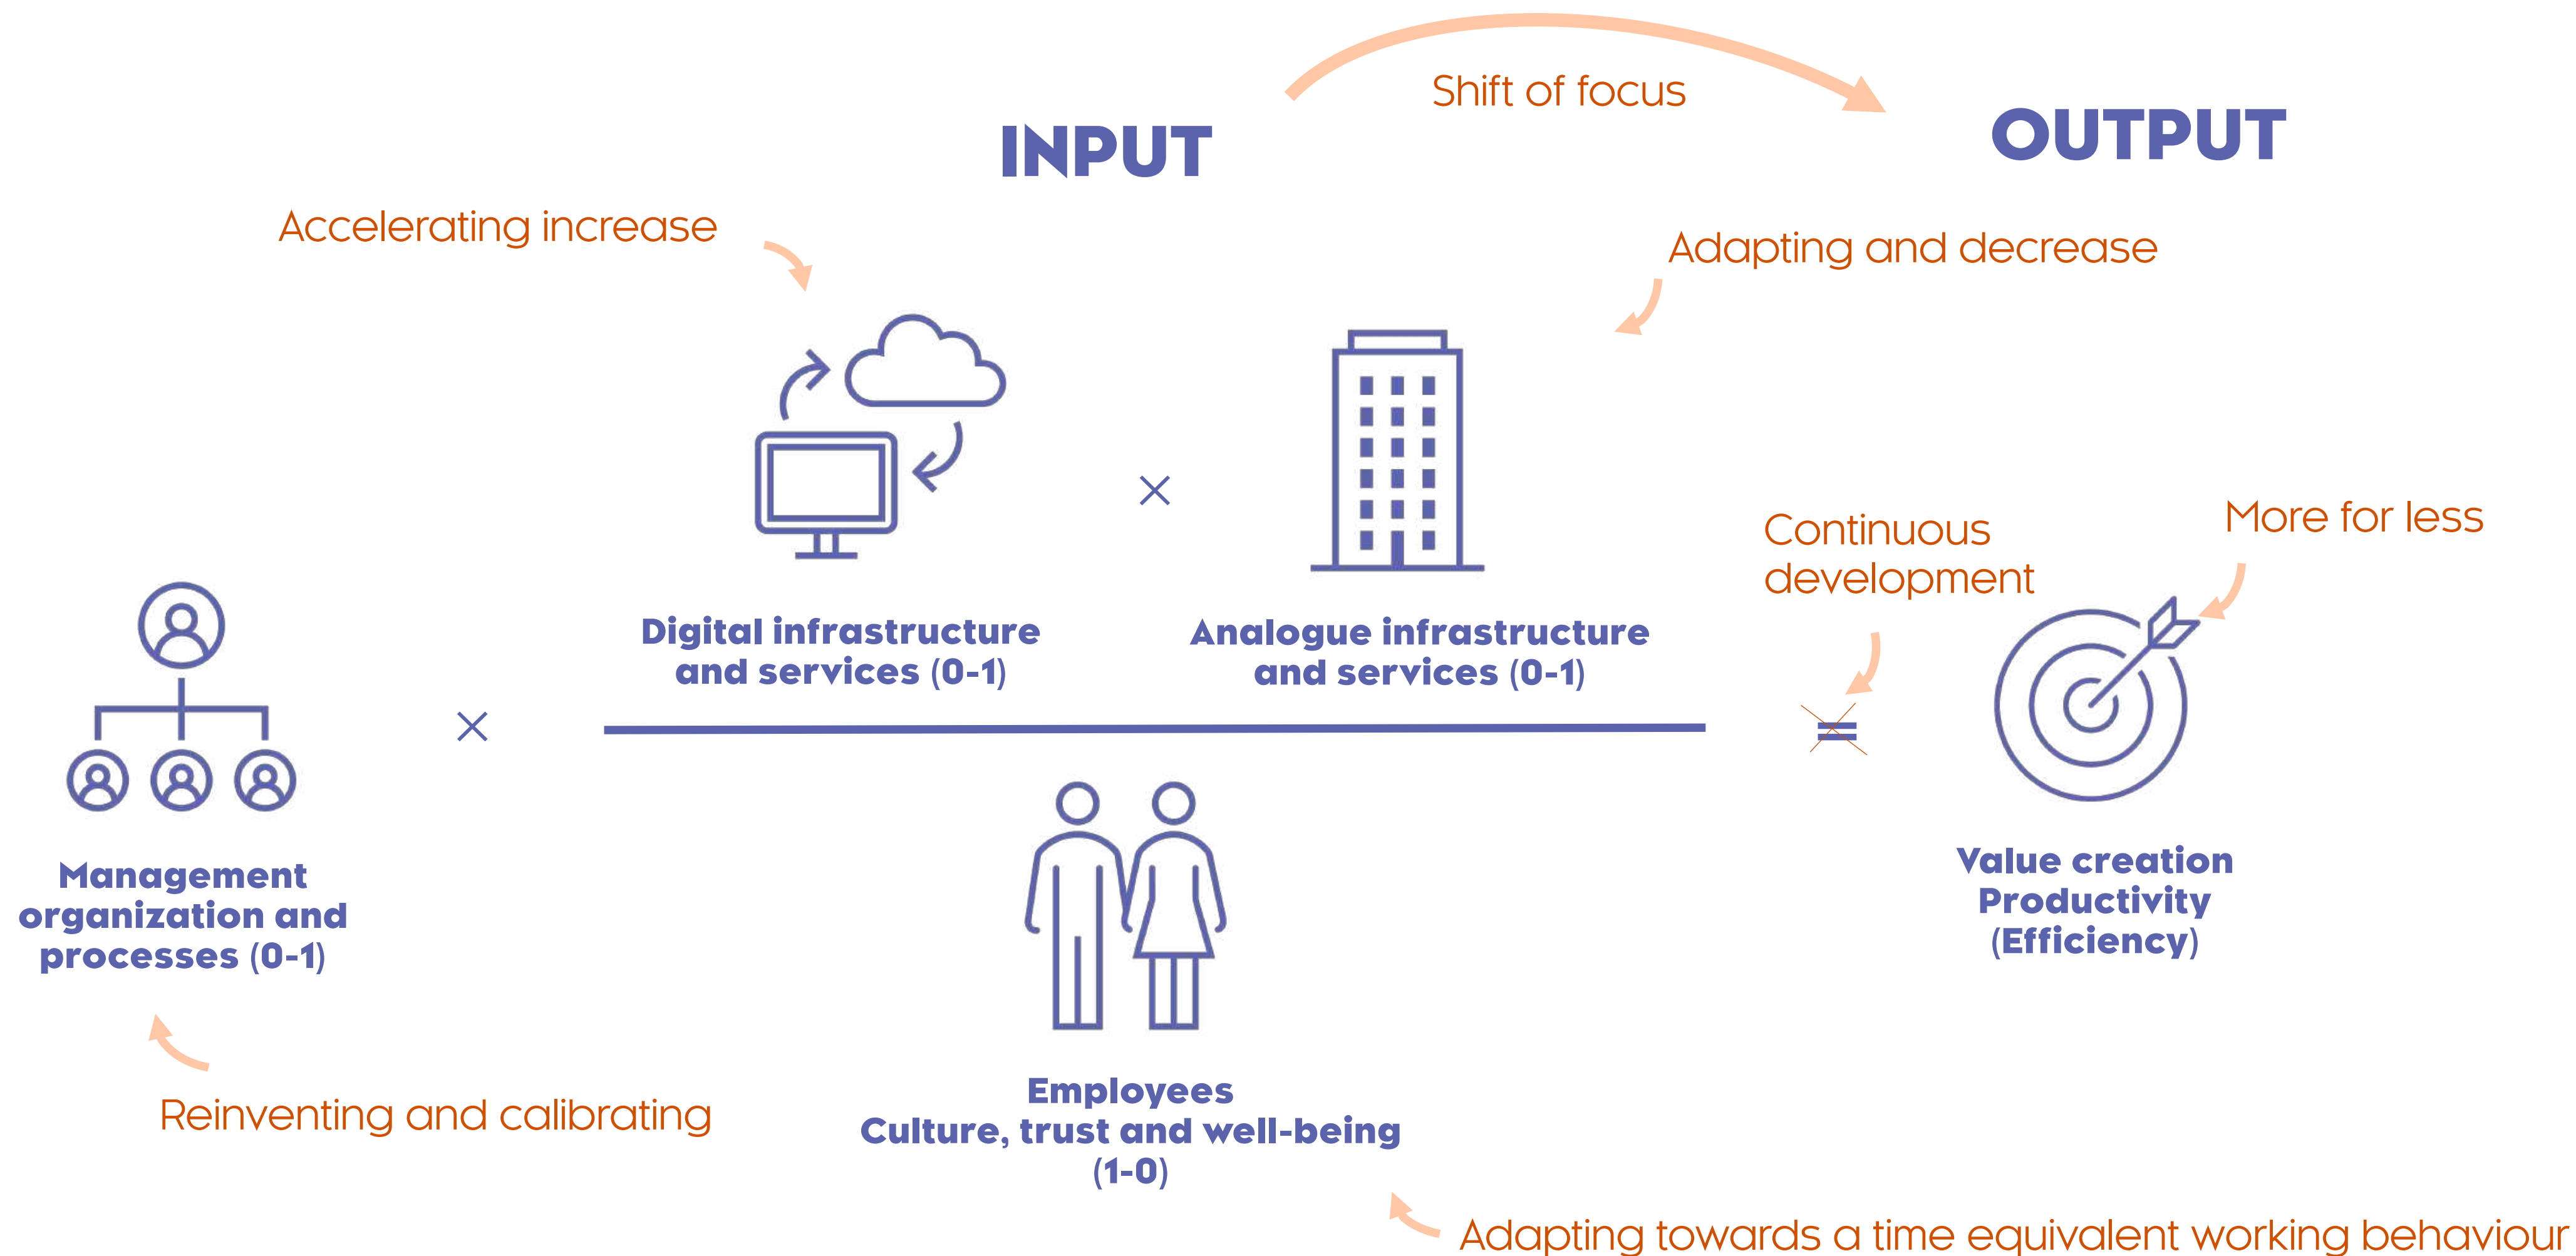 Shift of focus
INPUT
OUTPUT
Accelerating increase
Adapting and decrease
More for less
Continuous
development
Digital infrastructure
and services (0-1)
×
Analogue infrastructure
and services (0-1)
×
=
Management
organization and
processes (0-1)
Value creation
Productivity
(Efficiency)
Reinventing and calibrating
Employees
Culture, trust and well-being
(1-0)
Adapting towards a time equivalent working behaviour